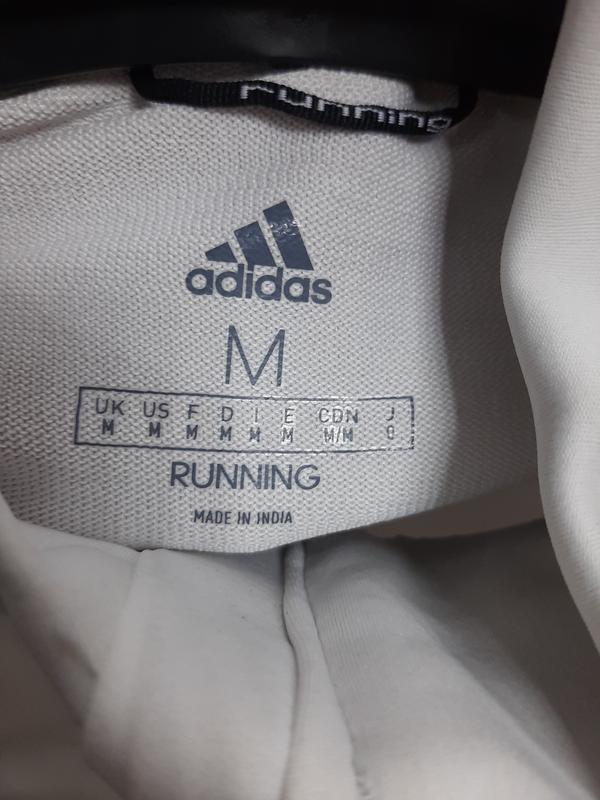 running
adidas
M
UK US F D I E CDN J
M M M M M M M/M O
RUNNING
MADE IN INDIA